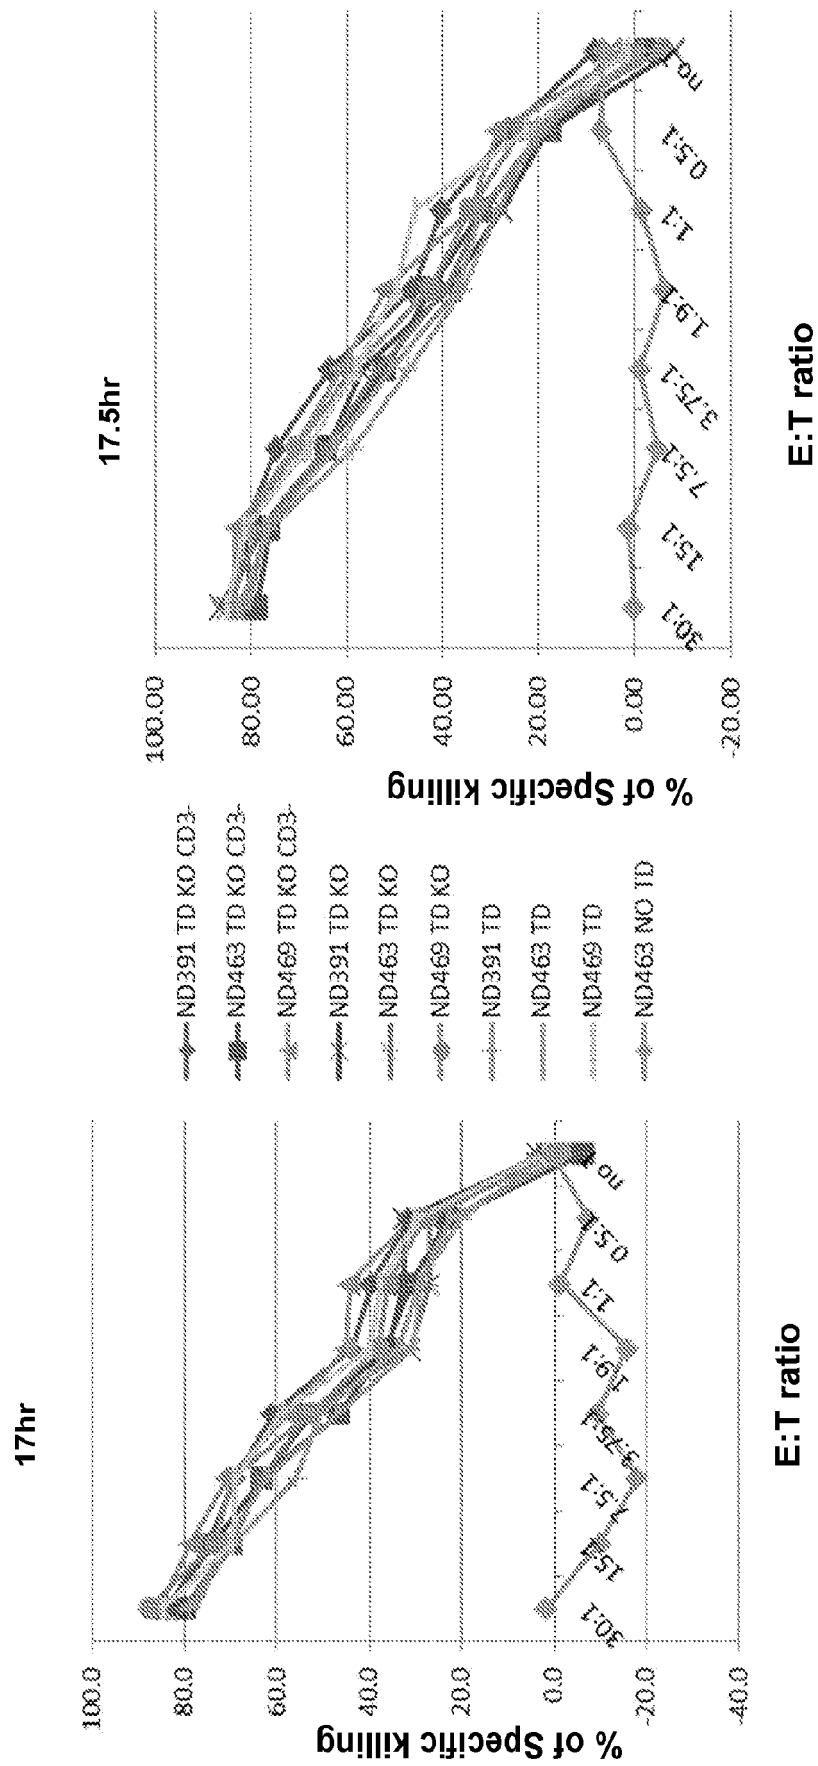 17hr
% of Specific killing
100.0
80.0
60.0
40.0
20.0
0.0
-20.0
-40.0
30:1
15:1
7.5:1
3.75:1
1.9:1
1:1
0.5:1
no
E:T ratio
ND391 TD KO CD3-
ND463 TD KO CD3-
ND469 TD KO CD3-
ND391 TD KO
ND463 TD KO
ND469 TD KO
ND391 TD
ND463 TD
ND469 TD
ND463 NO TD
17.5hr
% of Specific killing
100.00
80.00
60.00
40.00
20.00
0.00
-20.00
30:1
15:1
7.5:1
3.75:1
1.9:1
1:1
0.5:1
no
E:T ratio